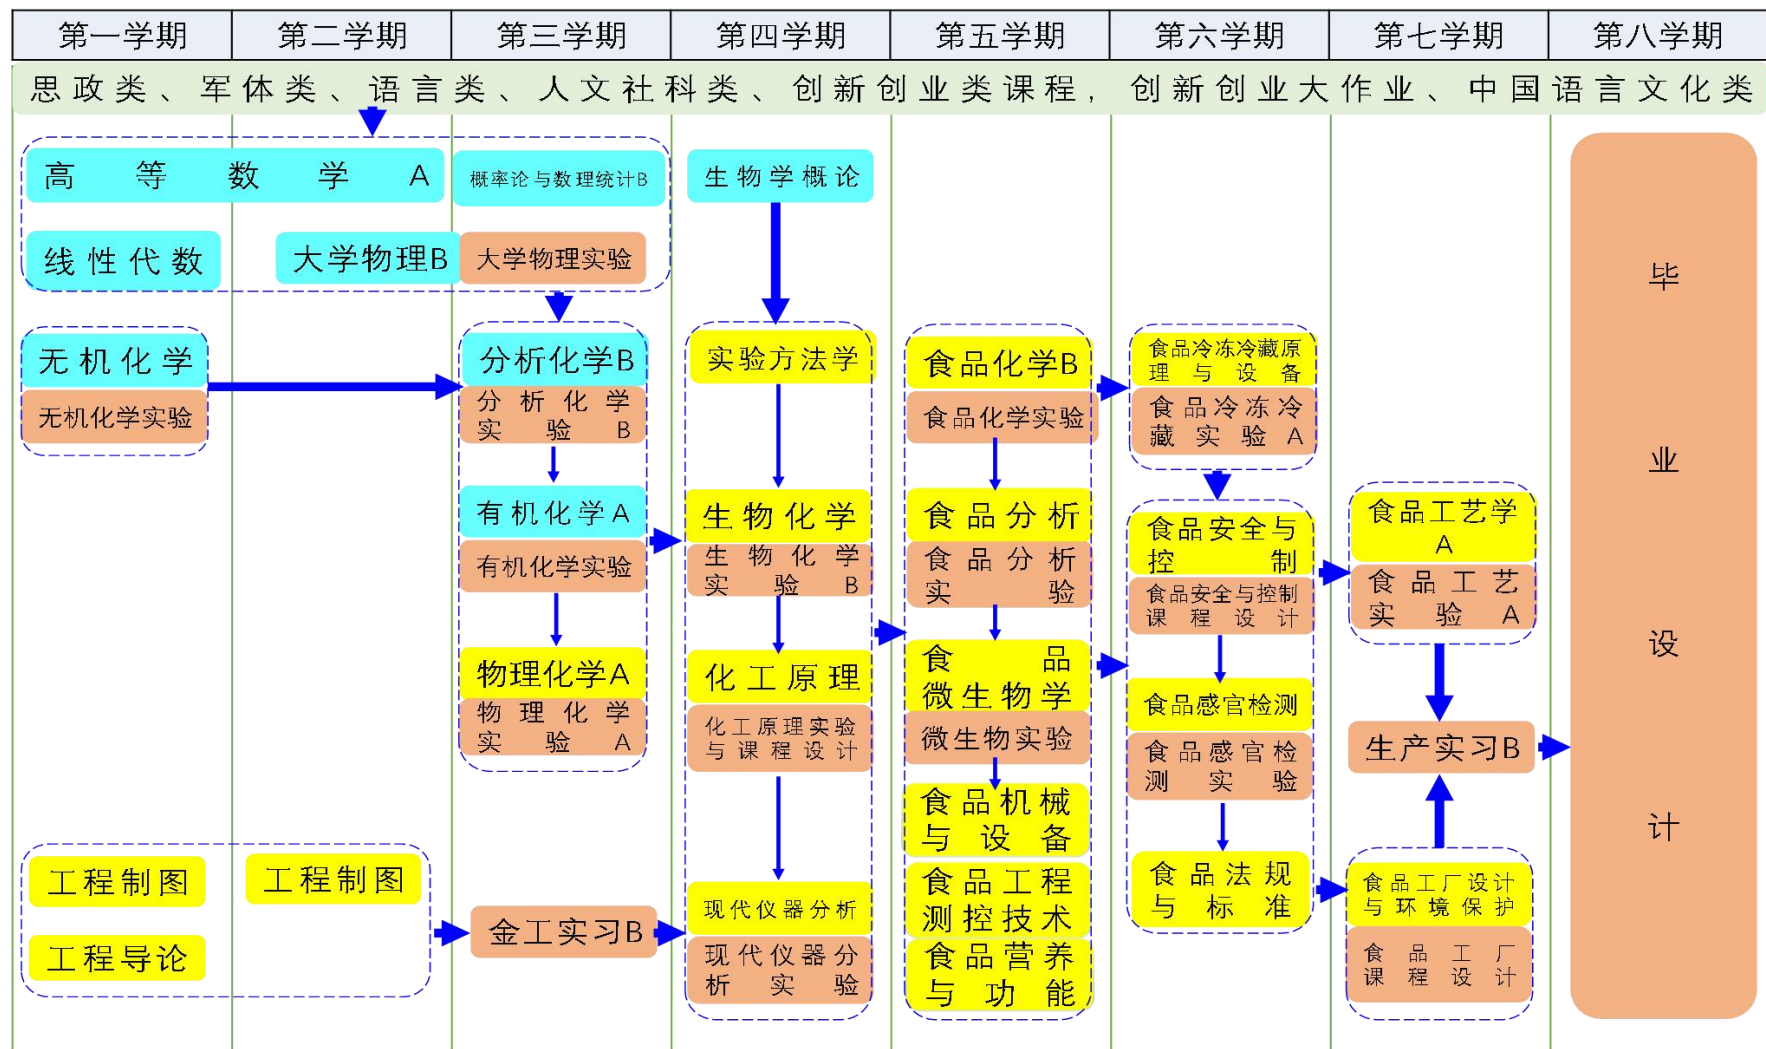 第一学期
第二学期
第三学期
第四学期
第五学期
第六学期
第七学期
第八学期
思政类、军体类、语言类、人文社科类、创新创业类课程，创新创业大作业、中国语言文化类
高等数学A
概率论与数理统计B
生物学概论
线性代数
大学物理B
大学物理实验
无机化学
无机化学实验
分析化学B
分析化学
实验B
有机化学A
有机化学实验
物理化学A
物理化学
实验A
实验方法学
生物化学
生物化学
实验B
化工原理
化工原理实验
与课程设计
现代仪器分析
现代仪器分
析实验
食品化学B
食品化学实验
食品分析
食品分析
实验
食品
微生物学
微生物实验
食品机械
与设备
食品工程
测控技术
食品营养
与功能
食品冷冻冷藏原
理与设备
食品冷冻冷
藏实验A
食品安全与
控制
食品安全与控制
课程设计
食品感官检测
食品感官检
测实验
食品法规
与标准
食品工艺学
A
食品工艺
实验A
生产实习B
食品工厂设计
与环境保护
食品工厂
课程设计
工程制图
工程制图
工程导论
金工实习B
毕
业
设
计